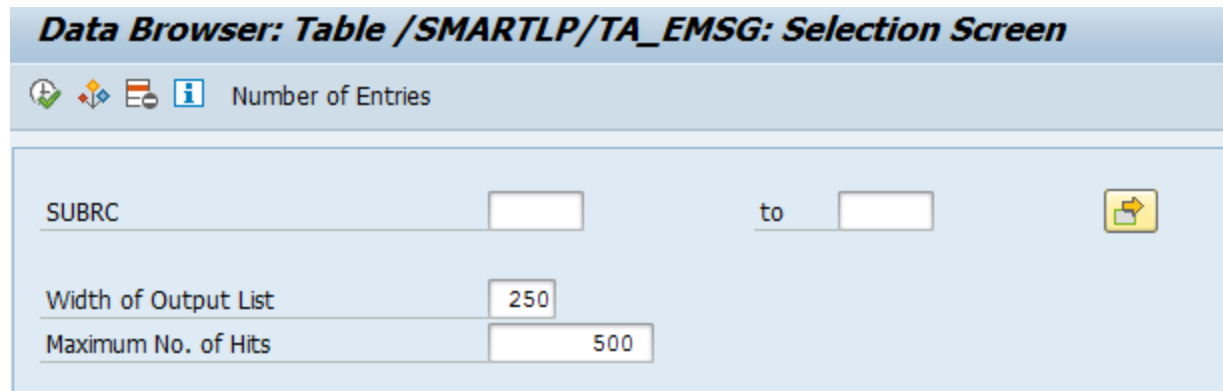 Data Browser: Table /SMARTLP/TA_EMSG: Selection Screen
Number of Entries
SUBRC to
Width of Output List 250
Maximum No. of Hits 500